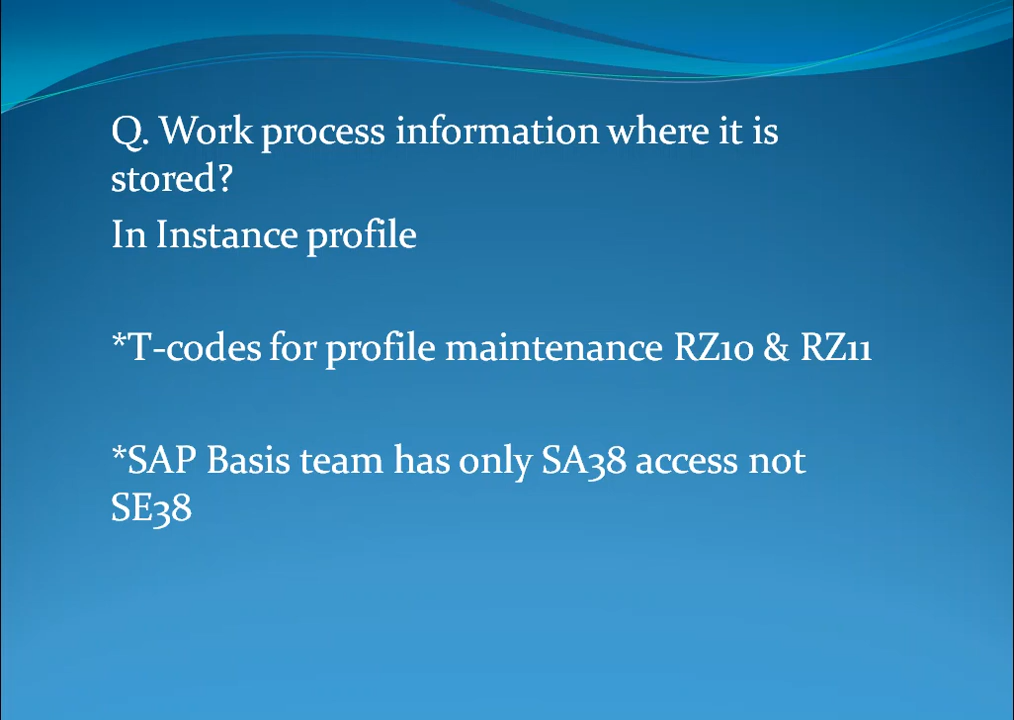 Q. Work process information where it is
stored?
In Instance profile
*T-codes for profile maintenance RZ10 & RZ11
*SAP Basis team has only SA38 access not
SE38